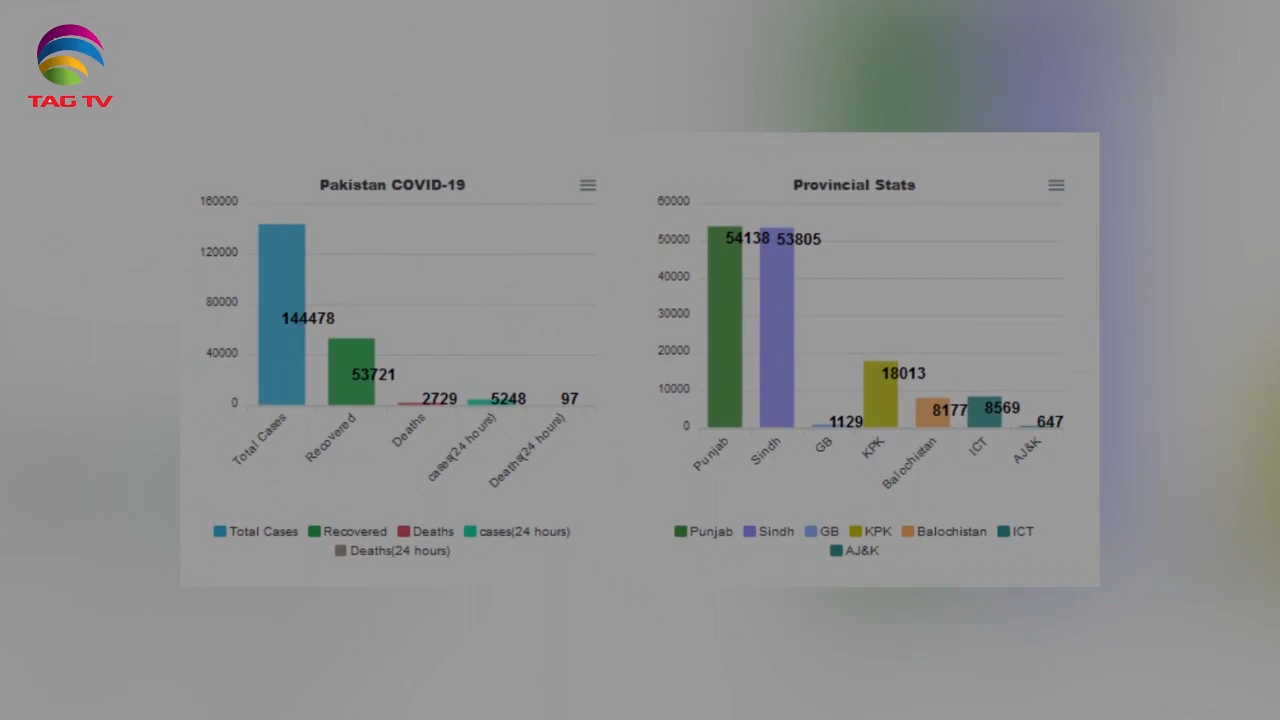 TAG TV
Pakistan COVID-19
160000
120000
80000
40000
0
144478
53721
2729
5248
97
Total Cases
Recovered
Deaths
cases(24 hours)
Deaths(24 hours)
Total Cases Recovered Deaths cases(24 hours)
Deaths(24 hours)
Provincial Stats
60000
50000
40000
30000
20000
10000
0
54138
53805
1129
18013
8177
8569
647
Punjab
Sindh
GB
KPK
Balochistan
ICT
AJ&K
Punjab Sindh GB KPK Balochistan ICT
AJ&K